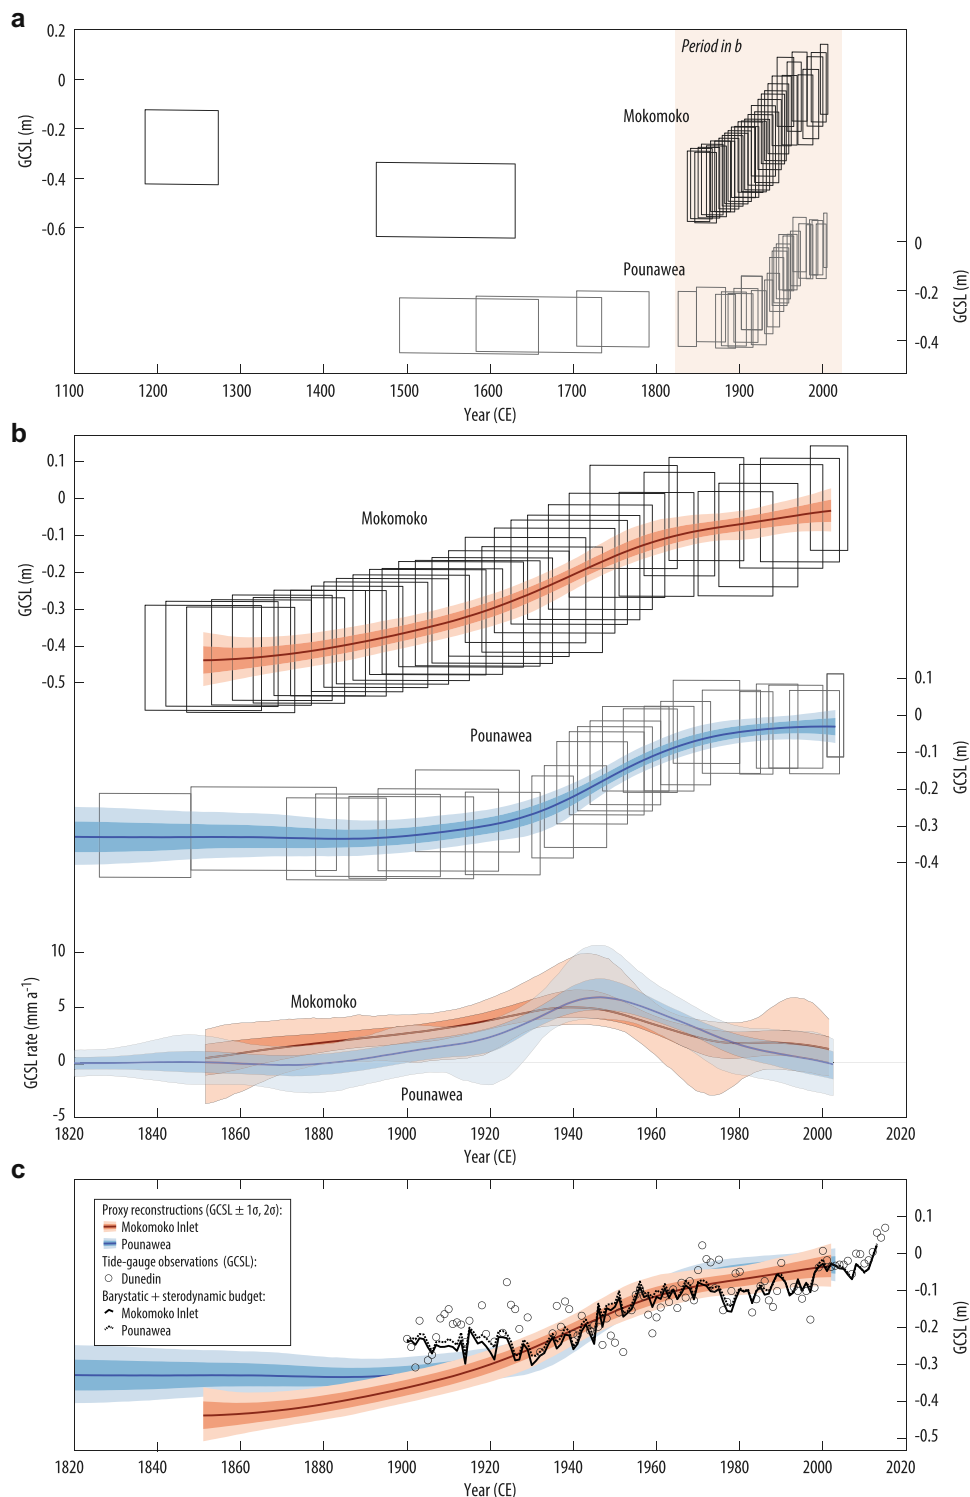 a
0.2
0
-0.2
-0.4
-0.6
GCSL (m)
Period in b
Mokomoko
Pounawea
0
-0.2
-0.4
GCSL (m)
1100 1200 1300 1400 1500 1600 1700 1800 1900 2000
Year (CE)
b
0.1
0
-0.1
-0.2
-0.3
-0.4
-0.5
GCSL (m)
Mokomoko
Pounawea
0.1
0
-0.1
-0.2
-0.3
-0.4
GCSL (m)
10
5
0
-5
GCSL rate (mm a⁻¹)
Mokomoko
Pounawea
1820 1840 1860 1880 1900 1920 1940 1960 1980 2000 2020
Year (CE)
c
Proxy reconstructions (GCSL ± 1σ, 2σ):
Mokomoko Inlet
Pounawea
Tide-gauge observations (GCSL):
Dunedin
Barystatic + sterodynamic budget:
Mokomoko Inlet
Pounawea
0.1
0
-0.1
-0.2
-0.3
-0.4
-0.5
GCSL (m)
1820 1840 1860 1880 1900 1920 1940 1960 1980 2000 2020
Year (CE)